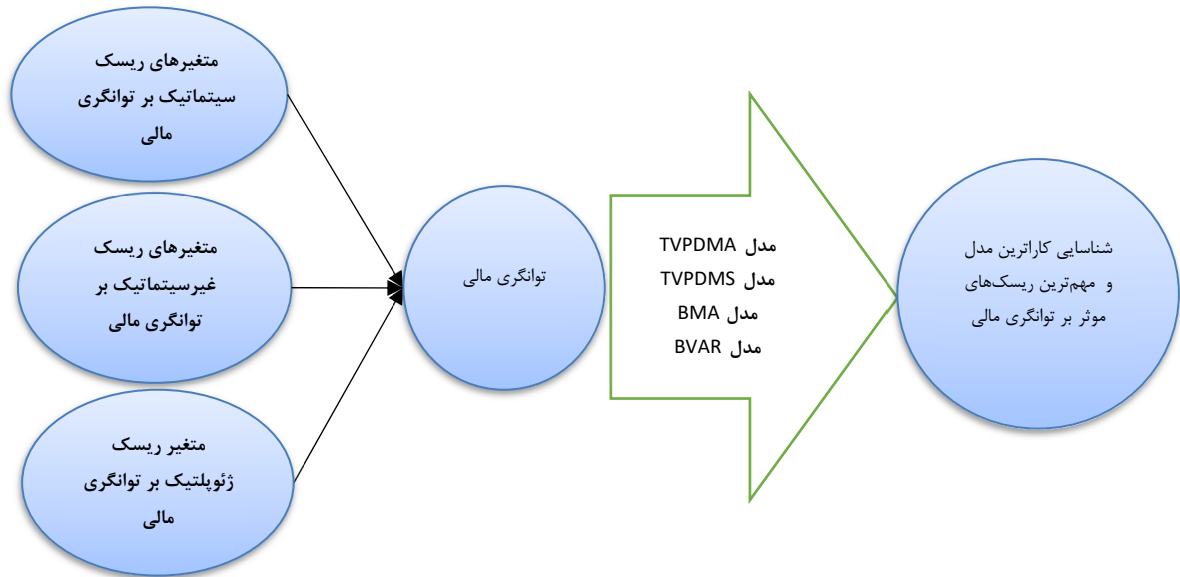 متغیرهای ریسک
سیتماتیک بر توانگری
مالی
متغیرهای ریسک
غیرسیتماتیک بر
توانگری مالی
متغیر ریسک
ژئوپلتیک بر توانگری
مالی
توانگری مالی
مدل TVPDMA
مدل TVPDMS
مدل BMA
مدل BVAR
شناسایی کاراترین مدل
و مهم‌ترین ریسک‌های
موثر بر توانگری مالی